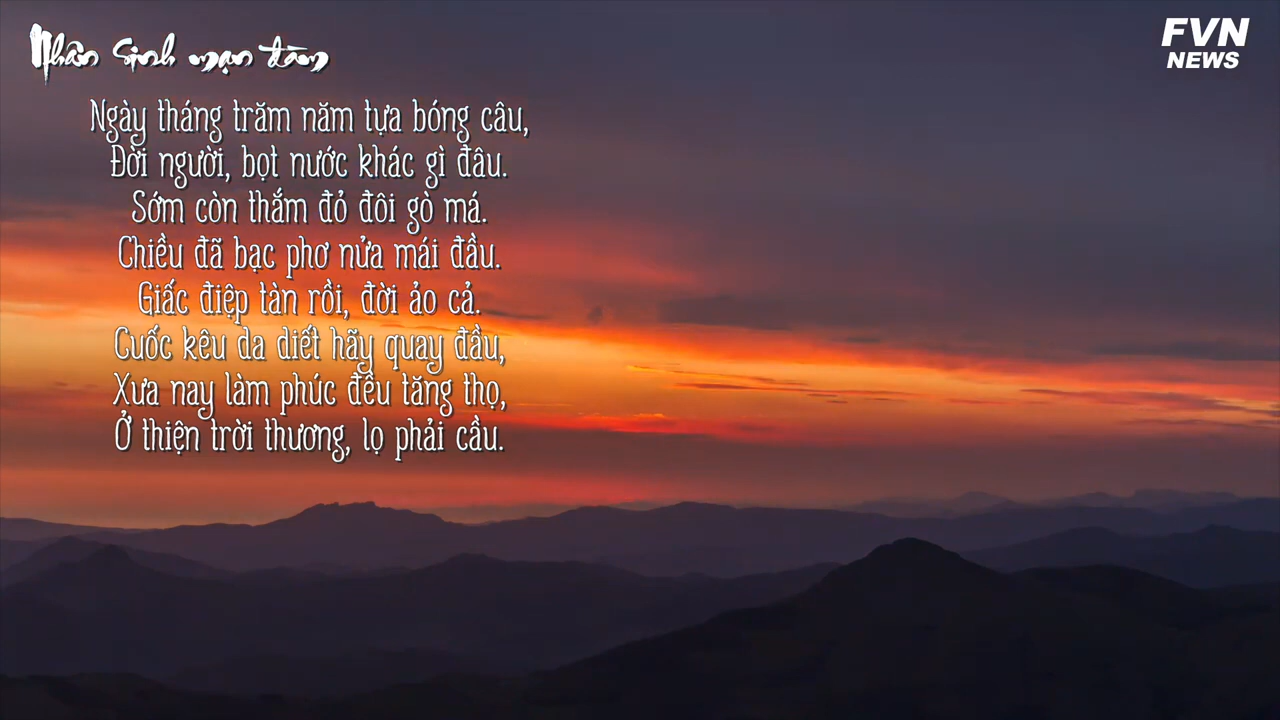 Nhân sinh mạn đàm
FVN
NEWS
Ngày tháng trăm năm tựa bóng câu,
Đời người, bọt nước khác gì đâu.
Sớm còn thắm đỏ đôi gò má.
Chiều đã bạc phơ nửa mái đầu.
Giấc điệp tàn rồi, đời ảo cả.
Cuốc kêu da diết hãy quay đầu,
Xưa nay làm phúc đều tăng thọ,
Ở thiện trời thương, lọ phải cầu.